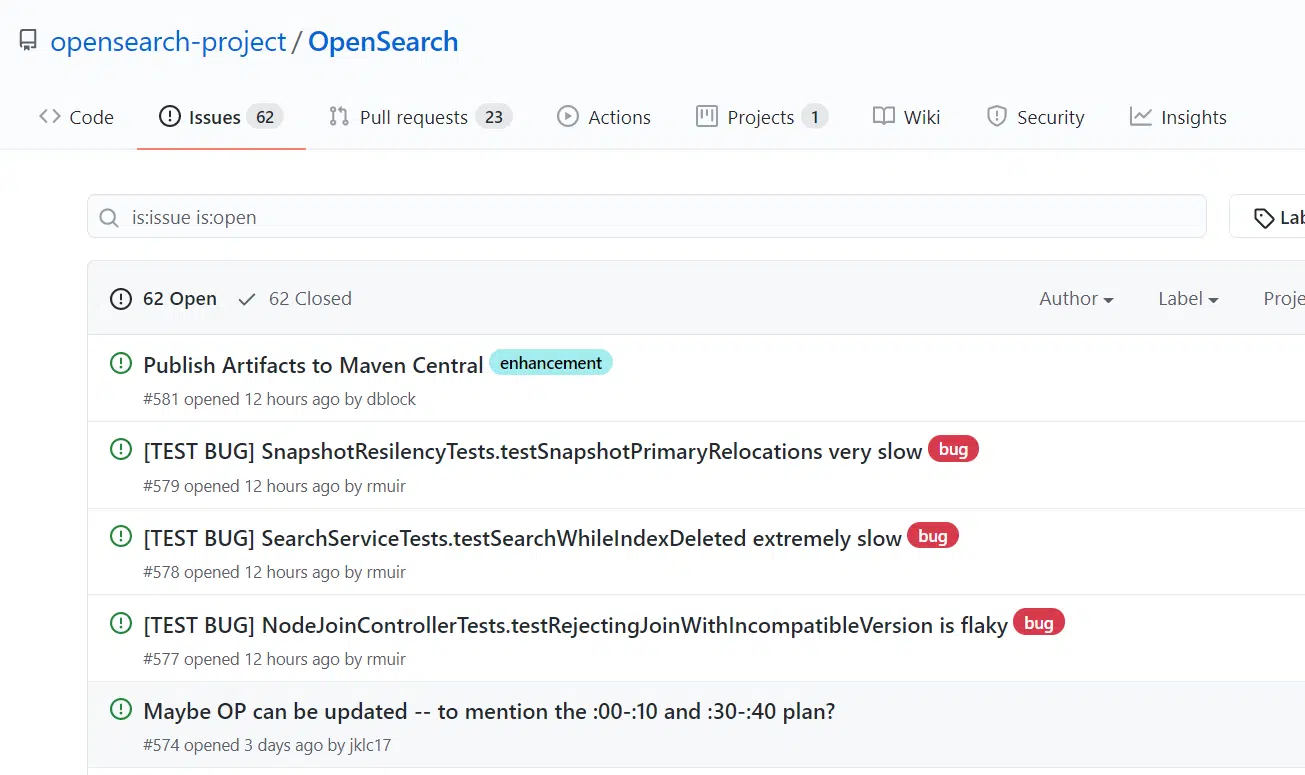 opensearch-project / OpenSearch
Code Issues 62 Pull requests 23 Actions Projects 1 Wiki Security Insights
is:issue is:open
62 Open 62 Closed Author Label
Publish Artifacts to Maven Central enhancement
#581 opened 12 hours ago by dblock
[TEST BUG] SnapshotResilencyTests.testSnapshotPrimaryRelocations very slow bug
#579 opened 12 hours ago by rmuir
[TEST BUG] SearchServiceTests.testSearchWhileIndexDeleted extremely slow bug
#578 opened 12 hours ago by rmuir
[TEST BUG] NodeJoinControllerTests.testRejectingJoinWithIncompatibleVersion is flaky bug
#577 opened 12 hours ago by rmuir
Maybe OP can be updated -- to mention the :00-:10 and :30-:40 plan?
#574 opened 3 days ago by jklc17